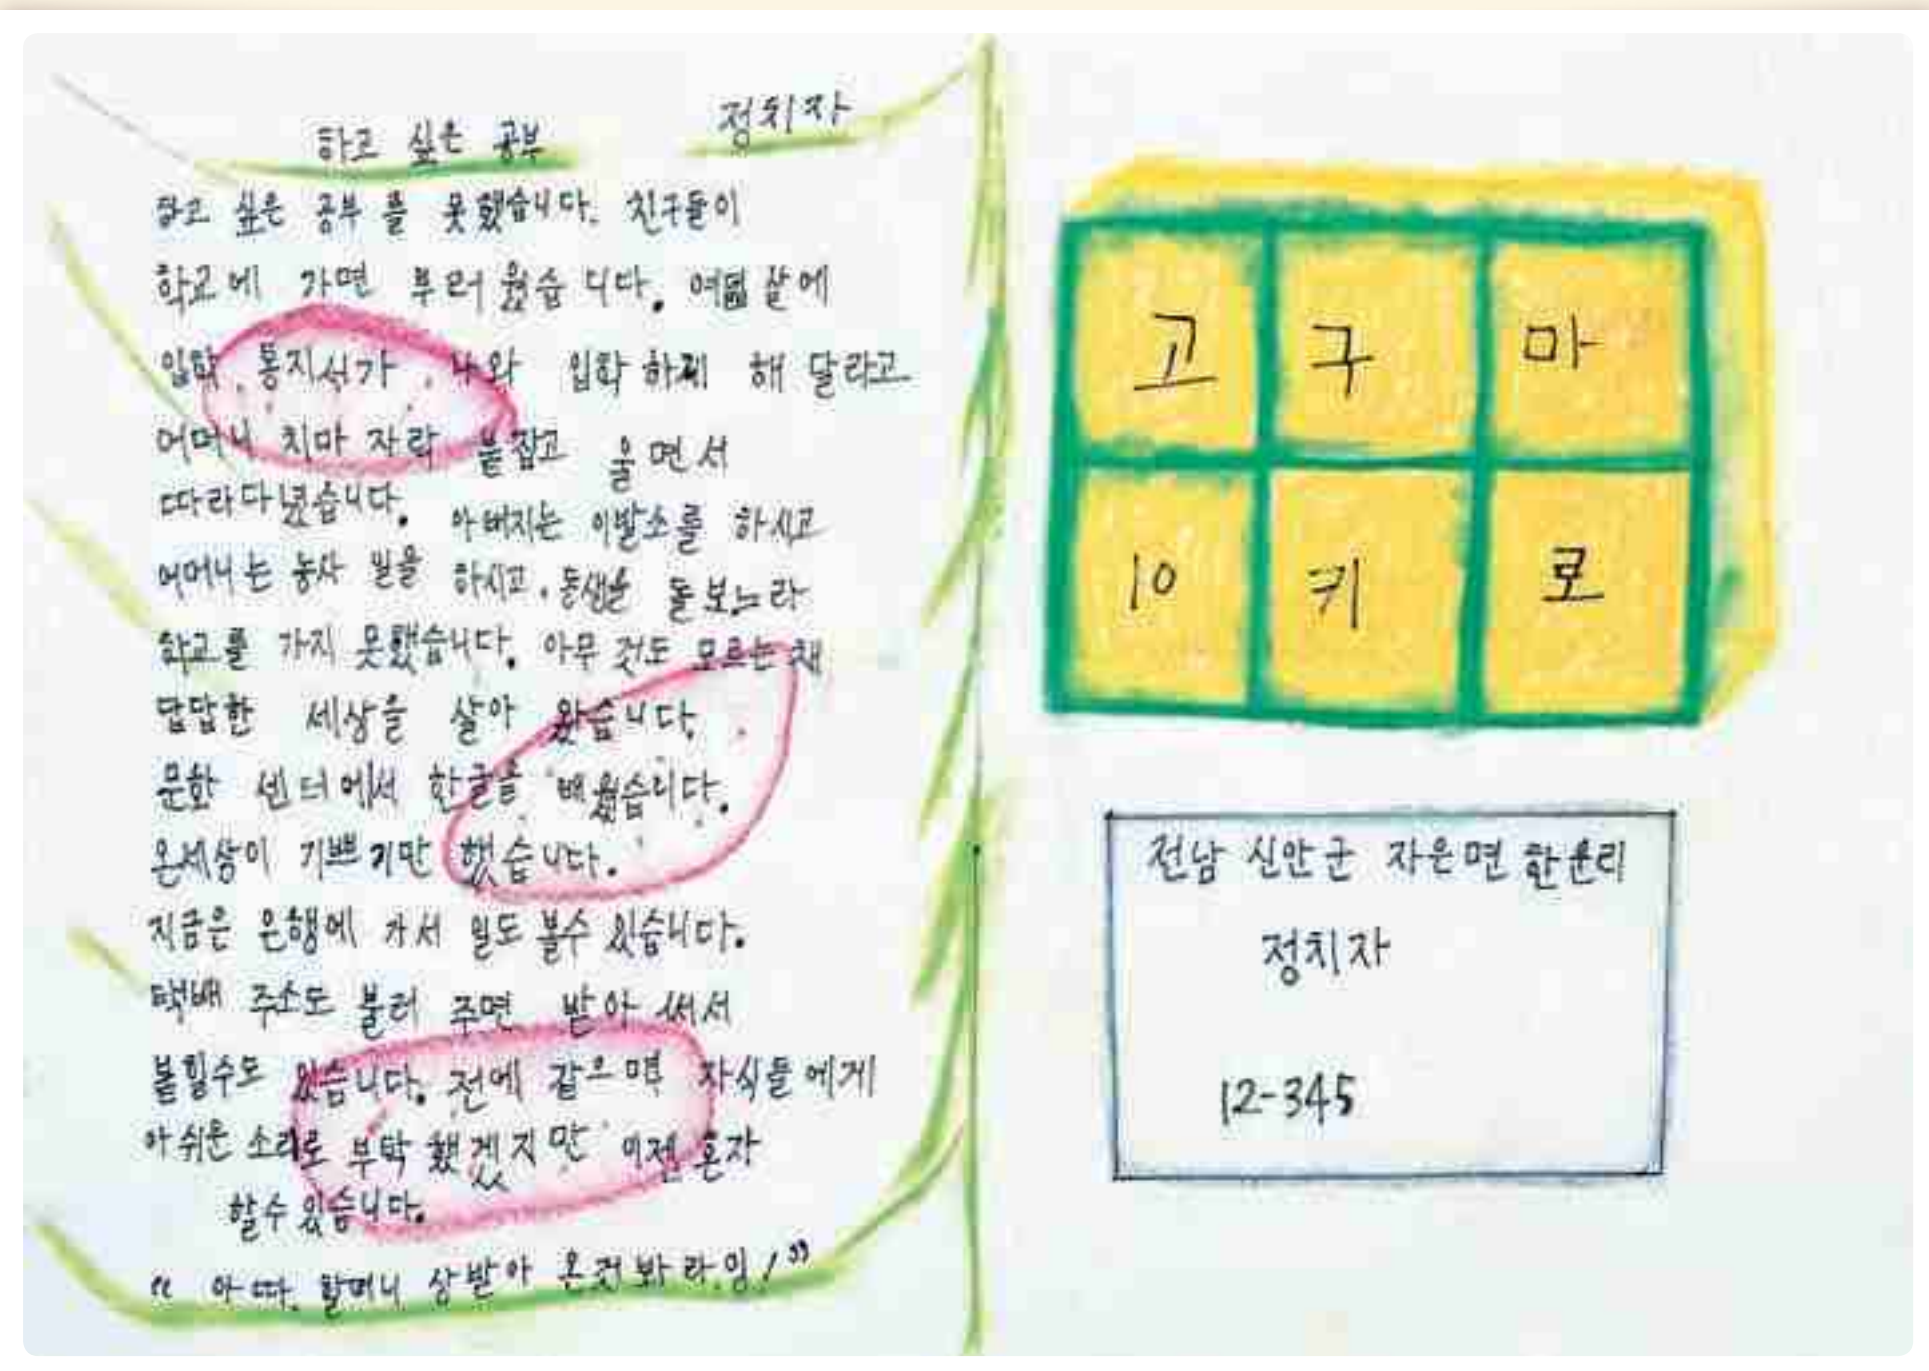 하고 싶은 공부 정치자
하고 싶은 공부를 못했습니다. 친구들이
학교에 가면 부러웠습니다. 여덟살에
입학 통지서가 나와 입학하게 해 달라고
어머니 치마 자락 붙잡고 울면서
따라다녔습니다. 아버지는 이발소를 하시고
어머니는 농사 일을 하시고. 동생을 돌보느라
학교를 가지 못했습니다. 아무 것도 모르는 채
답답한 세상을 살아 왔습니다.
문화 센터에서 한글을 배웠습니다.
온세상이 기쁘기만 했습니다.
지금은 은행에 가서 일도 볼수 있습니다.
택배 주소도 불러 주면 받아 써서
붙힐수도 있습니다. 전에 같으면 자식들에게
아쉬운 소리로 부탁 했겠지만 이젠 혼자
할수 있습니다.
“아따. 할머니 상받아 온것 봐라잉!”
고 구 마
10 키 로
전남 신안군 자은면 한운리
정치자
12-345